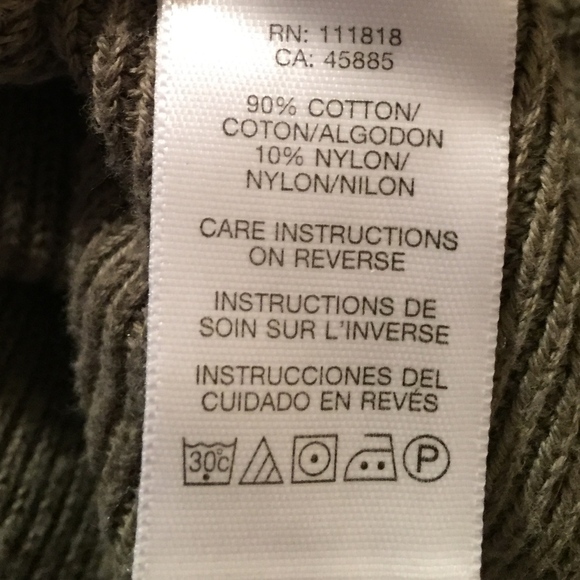 RN: 111818
CA: 45885
90% COTTON/
COTON/ALGODON
10% NYLON/
NYLON/NILON
CARE INSTRUCTIONS
ON REVERSE
INSTRUCTIONS DE
SOIN SUR L'INVERSE
INSTRUCCIONES DEL
CUIDADO EN REVÉS
30°C P